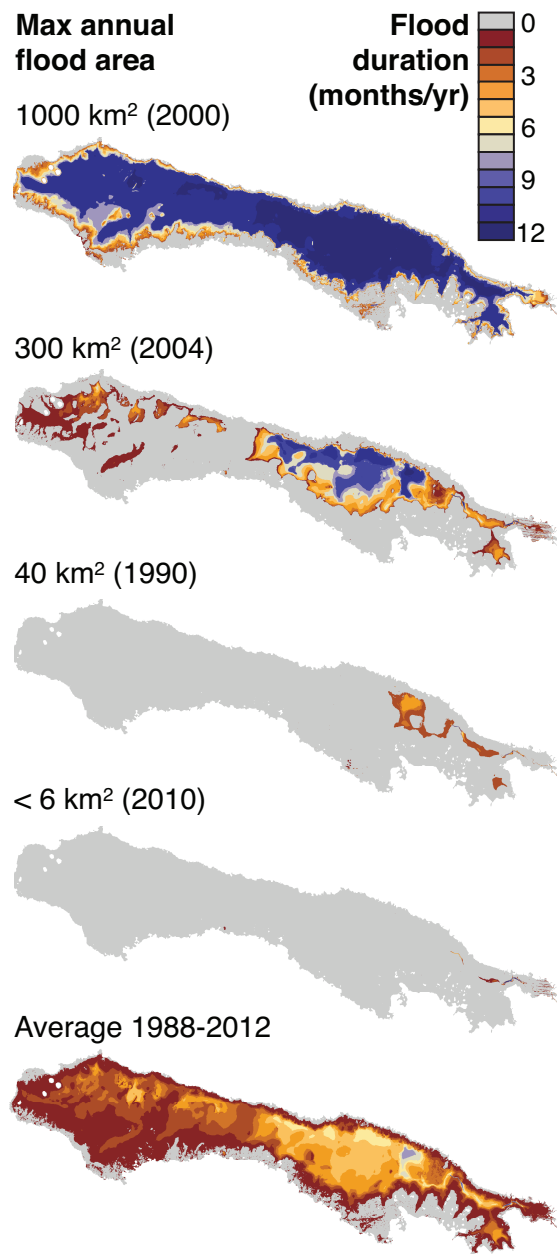 Max annual
flood area
Flood
duration
(months/yr)
0
3
6
9
12
1000 km² (2000)
300 km² (2004)
40 km² (1990)
< 6 km² (2010)
Average 1988-2012